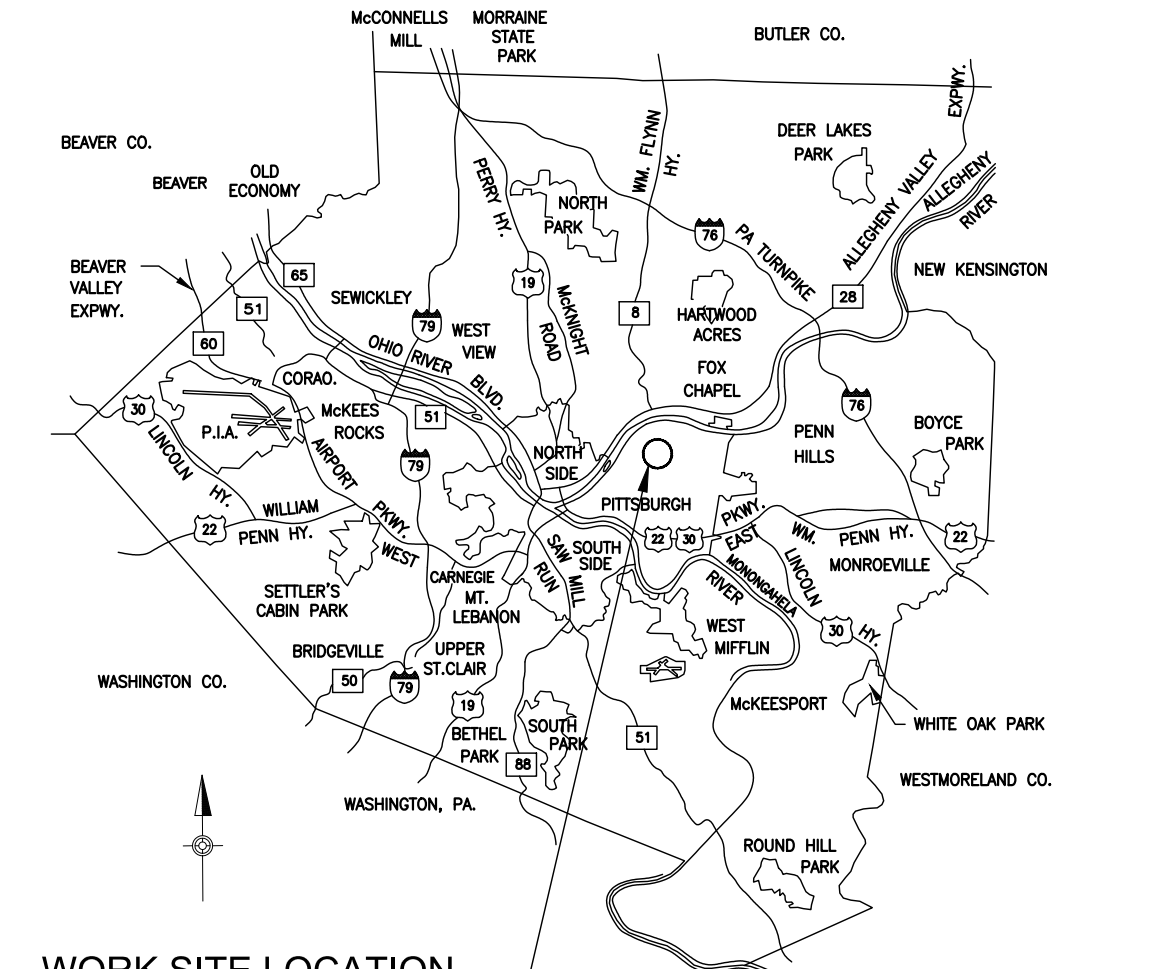 McCONNELLS
MILL
MORRAINE
STATE
PARK
BUTLER CO.
EXPWY.
BEAVER CO.
BEAVER
OLD
ECONOMY
WM. FLYNN
HY.
DEER LAKES
PARK
ALLEGHENY VALLEY
ALLEGHENY
RIVER
PERRY HY.
NORTH
PARK
76
PA TURNPIKE
BEAVER
VALLEY
EXPWY.
65
51
60
SEWICKLEY
79
WEST
VIEW
19
McKNIGHT
ROAD
8
HARTWOOD
ACRES
28
NEW KENSINGTON
OHIO RIVER
BLVD.
FOX
CHAPEL
CORAO.
30
P.I.A.
McKEES
ROCKS
51
76
BOYCE
PARK
LINCOLN
HY.
AIRPORT
PKWY.
WEST
79
NORTH
SIDE
PENN
HILLS
PITTSBURGH
22
WILLIAM
PENN HY.
22
30
PKWY.
EAST
WM.
PENN HY.
22
SAW MILL
RUN
SOUTH
SIDE
MONONGAHELA
RIVER
LINCOLN
HY.
MONROEVILLE
SETTLER'S
CABIN PARK
CARNEGIE
MT.
LEBANON
30
WEST
MIFFLIN
BRIDGEVILLE
UPPER
ST.CLAIR
50
79
WASHINGTON CO.
19
BETHEL
PARK
SOUTH
PARK
88
51
McKEESPORT
WHITE OAK PARK
WESTMORELAND CO.
WASHINGTON, PA.
ROUND HILL
PARK
WORK SITE LOCATION